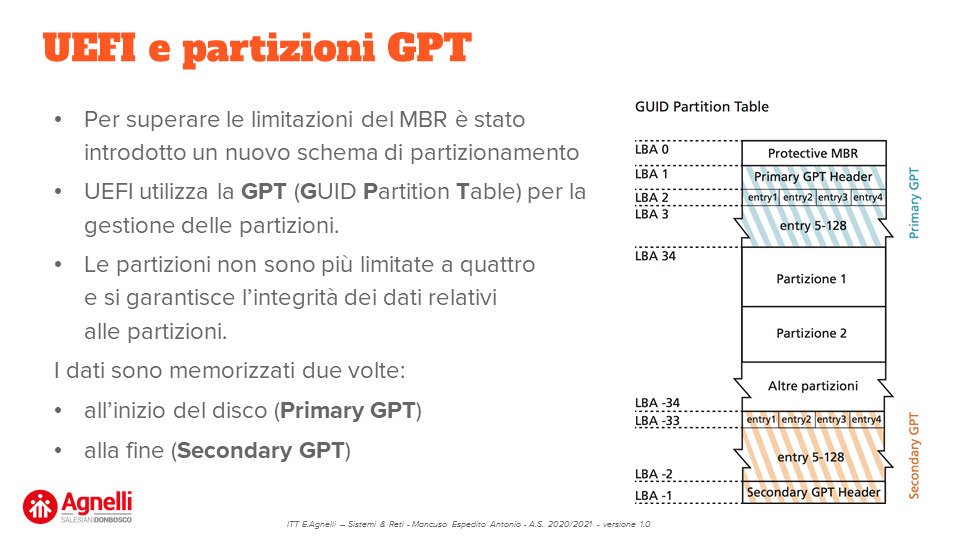 UEFI e partizioni GPT
• Per superare le limitazioni del MBR è stato
introdotto un nuovo schema di partizionamento
• UEFI utilizza la GPT (GUID Partition Table) per la
gestione delle partizioni.
• Le partizioni non sono più limitate a quattro
e si garantisce l’integrità dei dati relativi
alle partizioni.
I dati sono memorizzati due volte:
• all’inizio del disco (Primary GPT)
• alla fine (Secondary GPT)
GUID Partition Table
LBA 0
Protective MBR
LBA 1
Primary GPT Header
LBA 2
entry1 entry2 entry3 entry4
LBA 3
entry 5-128
Primary GPT
LBA 34
Partizione 1
Partizione 2
Altre partizioni
LBA -34
LBA -33
entry1 entry2 entry3 entry4
entry 5-128
LBA -2
Secondary GPT Header
LBA -1
Secondary GPT
Agnelli
SALESIANI DONBOSCO
ITT E.Agnelli – Sistemi & Reti - Mancuso Espedito Antonio - A.S. 2020/2021 - versione 1.0